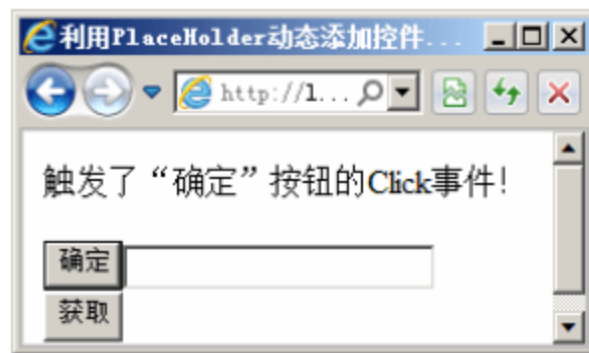 利用PlaceHolder动态添加控件...
http://l...
触发了“确定”按钮的Click事件！
确定
获取